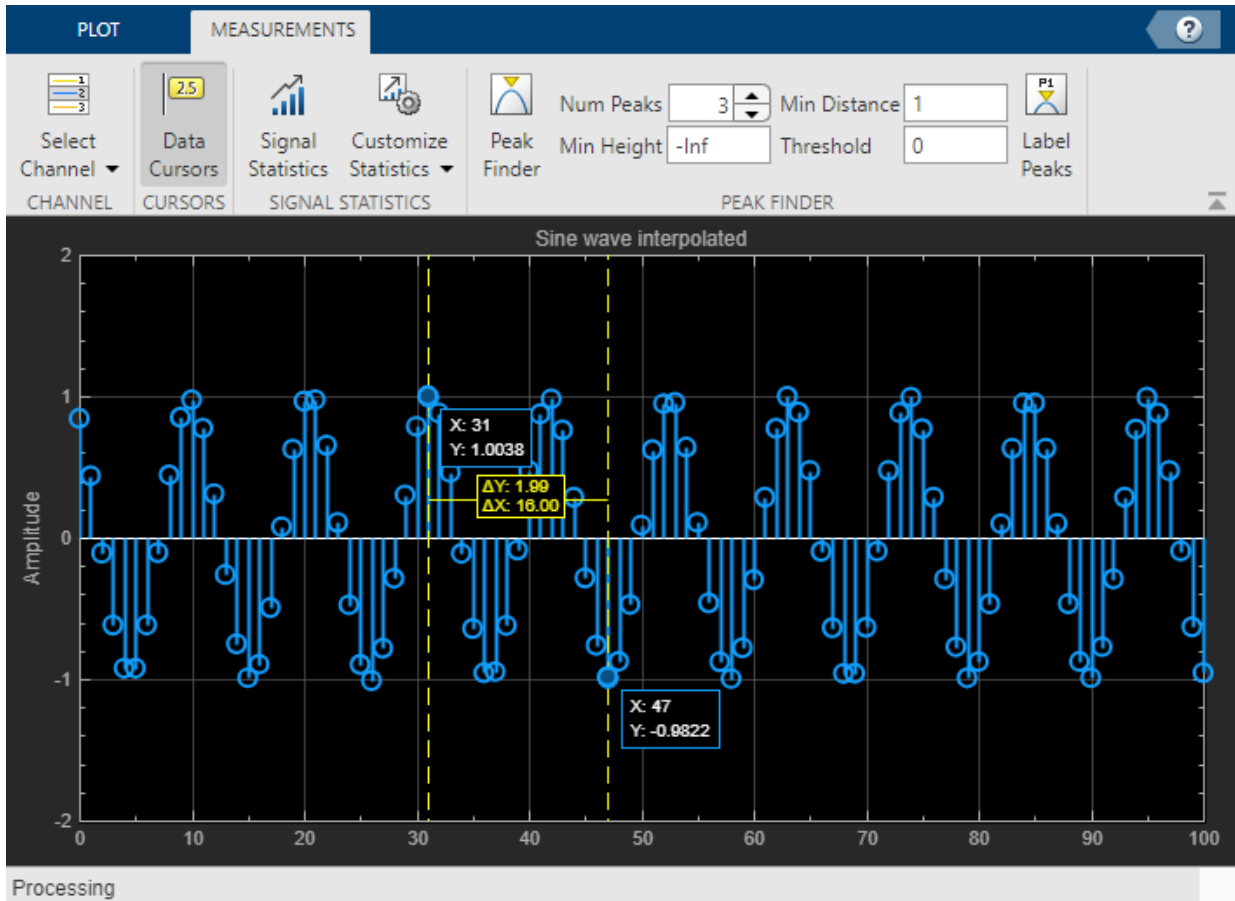 PLOT MEASUREMENTS ?
1
2
3
2.5
P1
Select Channel
Data Cursors
Signal Statistics
Customize Statistics
Peak Finder
Num Peaks 3 Min Distance 1
Min Height -Inf Threshold 0
Label Peaks
CHANNEL CURSORS SIGNAL STATISTICS PEAK FINDER
Sine wave interpolated
2
1
0
-1
-2
Amplitude
X: 31
Y: 1.0038
ΔY: 1.99
ΔX: 16.00
X: 47
Y: -0.9822
0 10 20 30 40 50 60 70 80 90 100
Processing